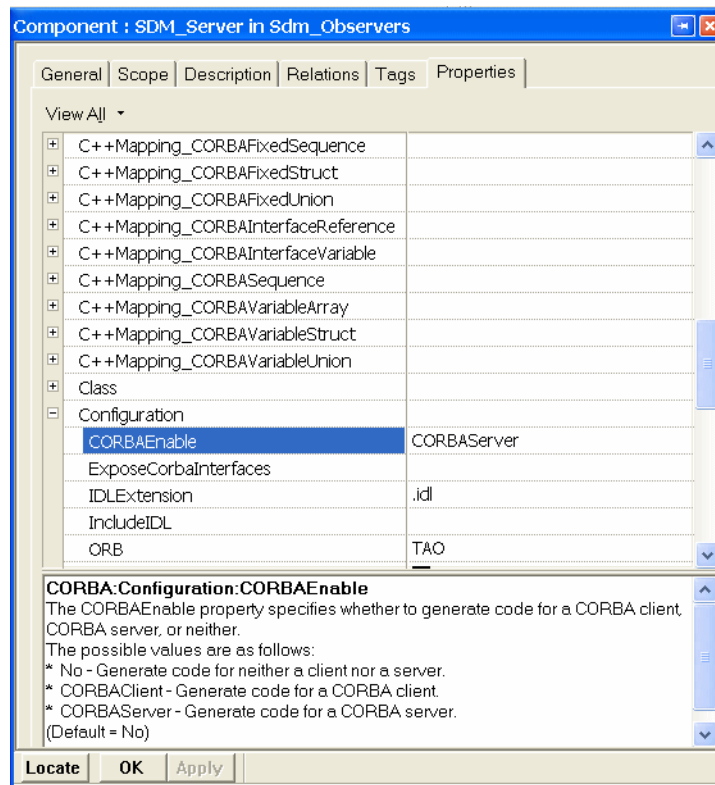 Component : SDM_Server in Sdm_Observers
General Scope Description Relations Tags Properties
View All
C++Mapping_CORBAFixedSequence
C++Mapping_CORBAFixedStruct
C++Mapping_CORBAFixedUnion
C++Mapping_CORBAInterfaceReference
C++Mapping_CORBAInterfaceVariable
C++Mapping_CORBASequence
C++Mapping_CORBAVariableArray
C++Mapping_CORBAVariableStruct
C++Mapping_CORBAVariableUnion
Class
Configuration
CORBAEnable CORBAServer
ExposeCorbaInterfaces
IDLExtension .idl
IncludeIDL
ORB TAO
CORBA:Configuration:CORBAEnable
The CORBAEnable property specifies whether to generate code for a CORBA client,
CORBA server, or neither.
The possible values are as follows:
* No - Generate code for neither a client nor a server.
* CORBAClient - Generate code for a CORBA client.
* CORBAServer - Generate code for a CORBA server.
(Default = No)
Locate OK Apply